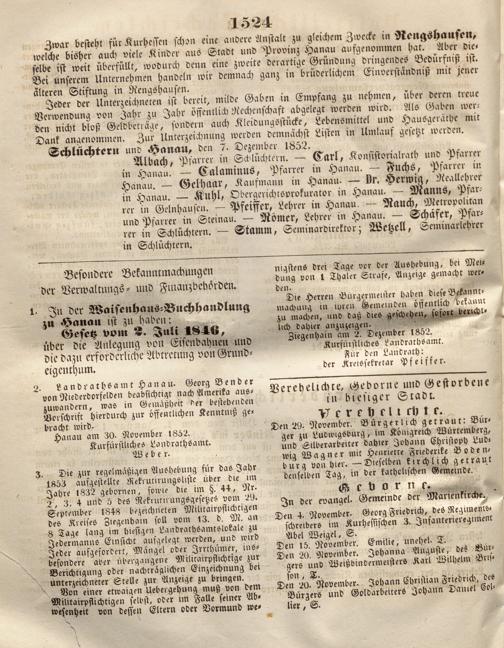 1524
Zwar besteht für Kurhessen schon eine andere Anstalt zu gleichem Zwecke in Rengshausen,
welche bisher auch viele Kinder aus Stadt und Provinz Hanau aufgenommen hat. Aber die-
selbe ist weit überfüllt, wodurch denn eine zweite derartige Gründung dringendes Bedürfniß ist.
Bei unserem Unternehmen handeln wir demnach ganz in brüderlichem Einverständniß mit jener
älteren Stiftung in Rengshausen.
Jeder der Unterzeichneten ist bereit, milde Gaben in Empfang zu nehmen, über deren treue
Verwendung von Jahr zu Jahr öffentlich Rechenschaft abgelegt werden wird. Als Gaben wer-
den nicht bloß Geldbeträge, sondern auch Kleidungsstücke, Lebensmittel und Hausgeräthe mit
Dank angenommen. Zur Unterzeichnung werden demnächst Listen in Umlauf gesetzt werden.
Schlüchtern und Hanau, den 7. Dezember 1852.
Albach, Pfarrer in Schlüchtern. — Carl, Konsistorialrath und Pfarrer
in Hanau. — Calaminus, Pfarrer in Hanau. — Fuchs, Pfarrer in
Hanau. — Gelhaar, Kaufmann in Hanau. — Dr. Herwig, Reallehrer
in Hanau. — Kuhl, Obergerichtsprokurator in Hanau. — Manns, Pfar-
rer in Gelnhausen. — Pfeiffer, Lehrer in Hanau. — Rauch, Metropolitan
und Pfarrer in Steinau. — Römer, Lehrer in Hanau. — Schäfer, Pfar-
rer in Schlüchtern. — Stamm, Seminardirektor; Wetzell, Seminarlehrer
in Schlüchtern.
Besondere Bekanntmachungen
der Verwaltungs- und Finanzbehörden.
1. In der Waisenhaus-Buchhandlung
zu Hanau ist zu haben:
Gesetz vom 2. Juli 1846,
über die Anlegung von Eisenbahnen und
die dazu erforderliche Abtretung von Grund-
eigenthum.
2. Landrathsamt Hanau. Georg Bender
von Niederdorfelden beabsichtigt nach Amerika aus-
zuwandern, was in Gemäßheit der bestehenden
Vorschrift hierdurch zur öffentlichen Kenntniß ge-
bracht wird.
Hanau am 30. November 1852.
Kurfürstliches Landrathsamt.
Weber.
3. Die zur regelmäßigen Aushebung für das Jahr
1853 aufgestellte Rekrutirungsliste über die im
Jahre 1832 gebornen, sowie die im §. 44, Nr.
2, 3, 4 und 5 des Rekrutirungsgesetzes vom 29.
September 1848 bezeichneten Militairpflichtigen
des Kreises Ziegenhain soll vom 13. d. M. an
8 Tage lang im hiesigen Landrathsamtslokale zu
Jedermanns Einsicht aufgelegt werden, und wird
Jeder aufgefordert, Mängel oder Irrthümer, ins-
besondere aber übergangene Militairpflichtige zur
Berichtigung oder nachträglichen Einzeichnung bei
unterzeichneter Stelle zur Anzeige zu bringen.
Von einer etwaigen Uebergehung muß von dem
Militairpflichtigen selbst, oder im Falle seiner Ab-
wesenheit von dessen Eltern oder Vormund we-
nigstens drei Tage vor der Aushebung, bei Mei-
dung von 1 Thaler Strafe, Anzeige gemacht wer-
den.
Die Herren Bürgermeister haben diese Bekannt-
machung in ihren Gemeinden öffentlich bekannt
zu machen, und daß dies geschehen, sofort bericht-
lich dahier anzuzeigen.
Ziegenhain am 2. Dezember 1852.
Kurfürstliches Landrathsamt.
Für den Landrath:
der Kreissekretar Pfeiffer.
Verehelichte, Geborne und Gestorbene
in hiesiger Stadt.
Verehelichte.
Den 29. November. Bürgerlich getraut: Bür-
ger zu Ludwigsburg, im Königreich Würtemberg,
und Silberarbeiter dahier Johann Christoph Lud-
wig Wagner mit Henriette Friederike Boden-
burg von hier. — Dieselben kirchlich getraut
denselben Tag, in der katholischen Gemeinde.
Geborne.
In der evangel. Gemeinde der Marienkirche.
Den 4. November. Georg Friedrich, des Regiments-
schreibers im Kurhessischen 3. Infanterieregiment
Abel Weigel, S.
Den 15. November. Emilie, unehel. T.
Den 20. November. Johanna Auguste, des Bür-
gers und Weißbindermeisters Karl Wilhelm Bris-
son, T.
Den 20. November. Johann Christian Friedrich, des
Bürgers und Goldarbeiters Johann Daniel Col-
lier, S.